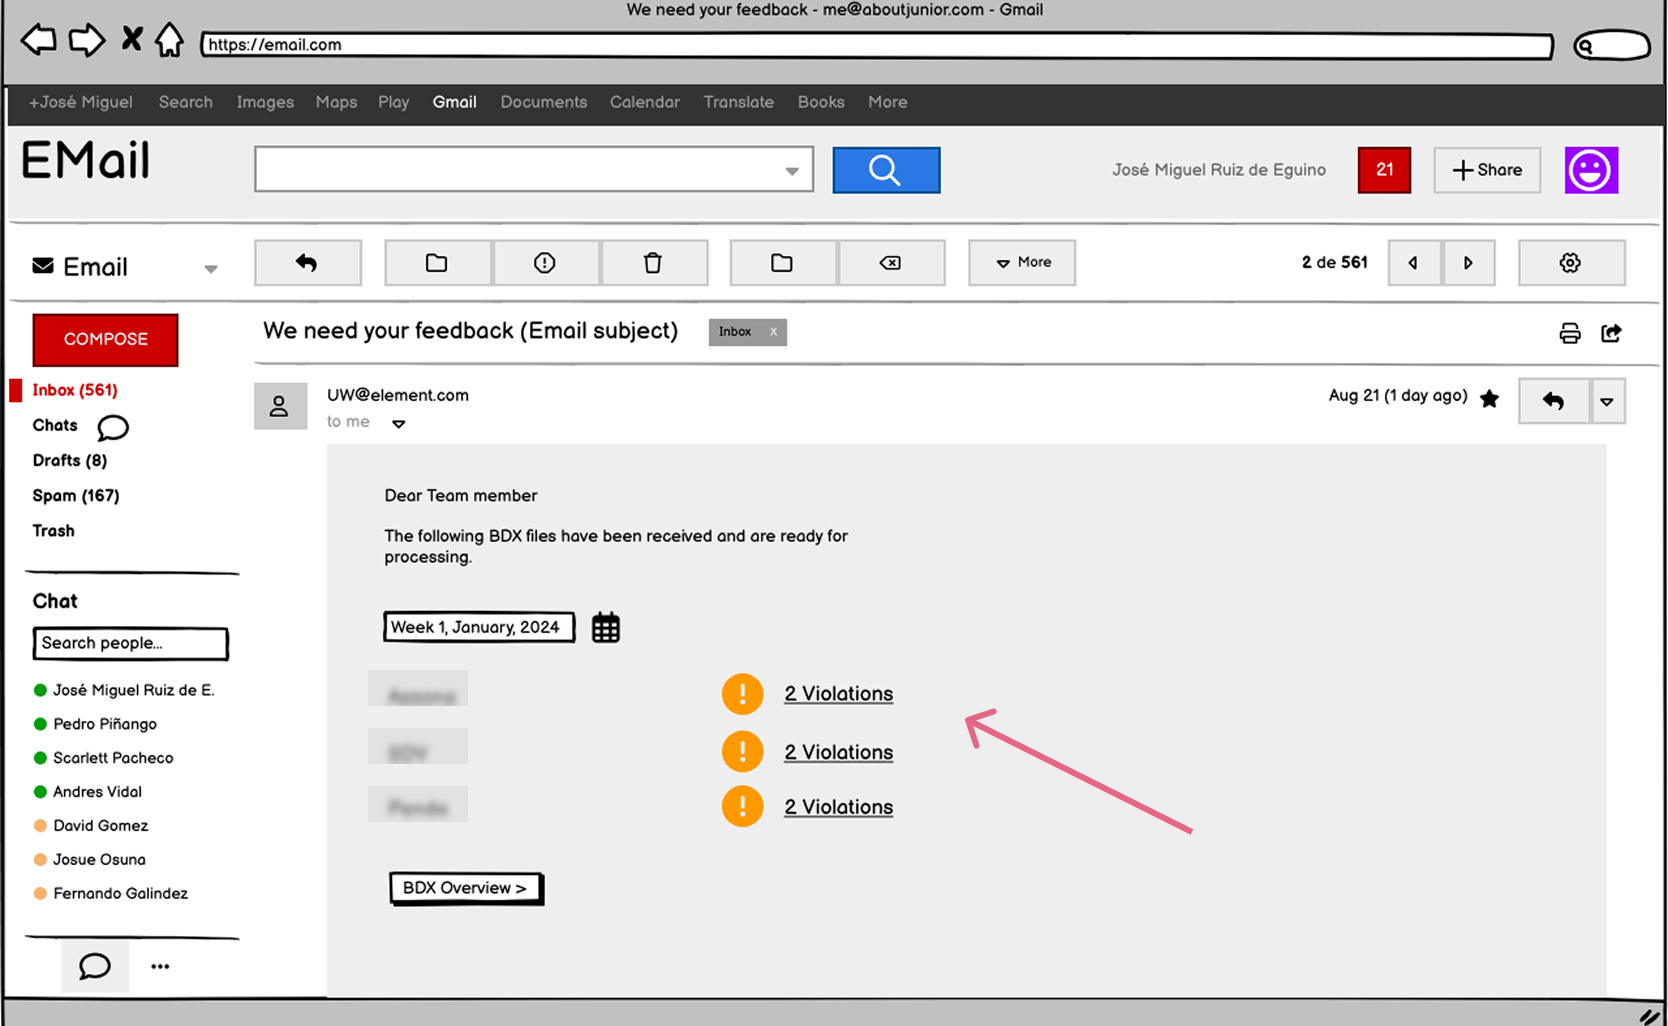 We need your feedback - me@aboutjunior.com - Gmail
https://email.com
+José Miguel Search Images Maps Play Gmail Documents Calendar Translate Books More
EMail
José Miguel Ruiz de Eguino
21
Share
Email
More
2 de 561
COMPOSE
We need your feedback (Email subject)
Inbox x
Inbox (561)
Chats
Drafts (8)
Spam (167)
Trash
UW@element.com
to me
Aug 21 (1 day ago)
Dear Team member
The following BDX files have been received and are ready for
processing.
Week 1, January, 2024
2 Violations
2 Violations
2 Violations
BDX Overview >
Chat
Search people...
José Miguel Ruiz de E.
Pedro Piñango
Scarlett Pacheco
Andres Vidal
David Gomez
Josue Osuna
Fernando Galindez